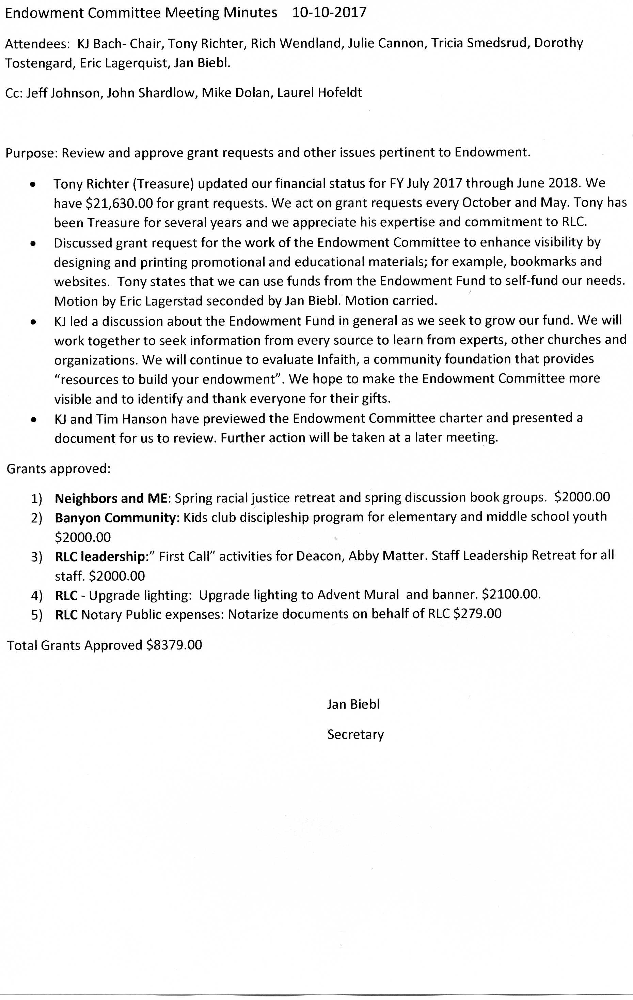 Endowment Committee Meeting Minutes 10-10-2017
Attendees: KJ Bach- Chair, Tony Richter, Rich Wendland, Julie Cannon, Tricia Smedsrud, Dorothy
Tostengard, Eric Lagerquist, Jan Biebl.
Cc: Jeff Johnson, John Shardlow, Mike Dolan, Laurel Hofeldt
Purpose: Review and approve grant requests and other issues pertinent to Endowment.
• Tony Richter (Treasure) updated our financial status for FY July 2017 through June 2018. We
have $21,630.00 for grant requests. We act on grant requests every October and May. Tony has
been Treasure for several years and we appreciate his expertise and commitment to RLC.
• Discussed grant request for the work of the Endowment Committee to enhance visibility by
designing and printing promotional and educational materials; for example, bookmarks and
websites. Tony states that we can use funds from the Endowment Fund to self-fund our needs.
Motion by Eric Lagerstad seconded by Jan Biebl. Motion carried.
• KJ led a discussion about the Endowment Fund in general as we seek to grow our fund. We will
work together to seek information from every source to learn from experts, other churches and
organizations. We will continue to evaluate Infaith, a community foundation that provides
“resources to build your endowment”. We hope to make the Endowment Committee more
visible and to identify and thank everyone for their gifts.
• KJ and Tim Hanson have previewed the Endowment Committee charter and presented a
document for us to review. Further action will be taken at a later meeting.
Grants approved:
1) Neighbors and ME: Spring racial justice retreat and spring discussion book groups. $2000.00
2) Banyon Community: Kids club discipleship program for elementary and middle school youth
$2000.00
3) RLC leadership:” First Call” activities for Deacon, Abby Matter. Staff Leadership Retreat for all
staff. $2000.00
4) RLC - Upgrade lighting: Upgrade lighting to Advent Mural and banner. $2100.00.
5) RLC Notary Public expenses: Notarize documents on behalf of RLC $279.00
Total Grants Approved $8379.00
Jan Biebl
Secretary